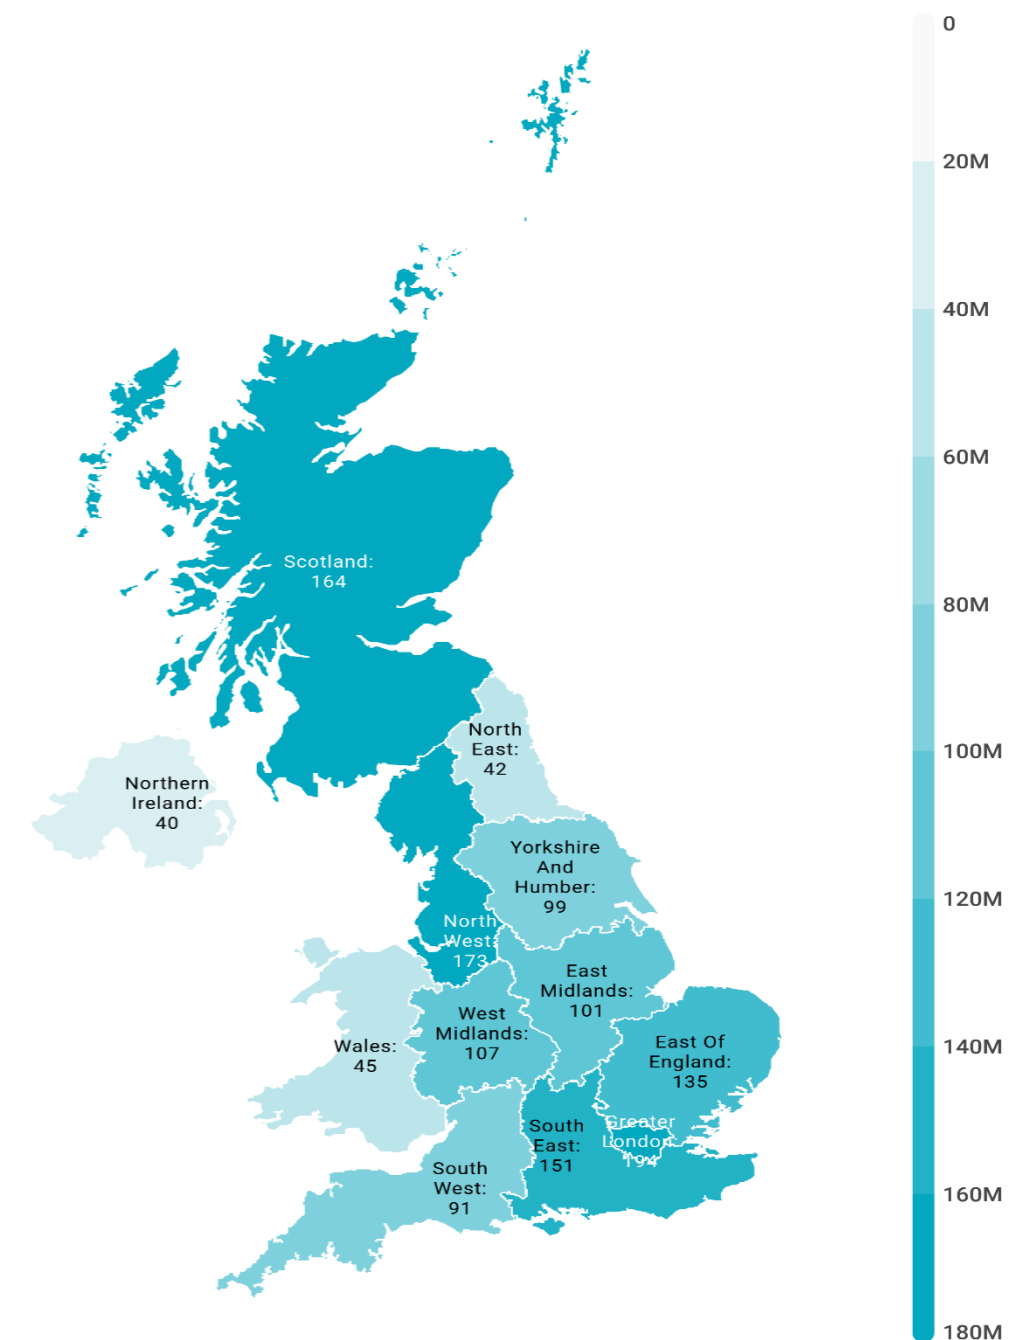 0
20M
40M
60M
80M
100M
120M
140M
160M
180M
Scotland:
164
North
East:
42
Northern
Ireland:
40
Yorkshire
And
Humber:
99
North
West:
173
East
Midlands:
101
West
Midlands:
107
Wales:
45
East Of
England:
135
Greater
London:
194
South
East:
151
South
West:
91